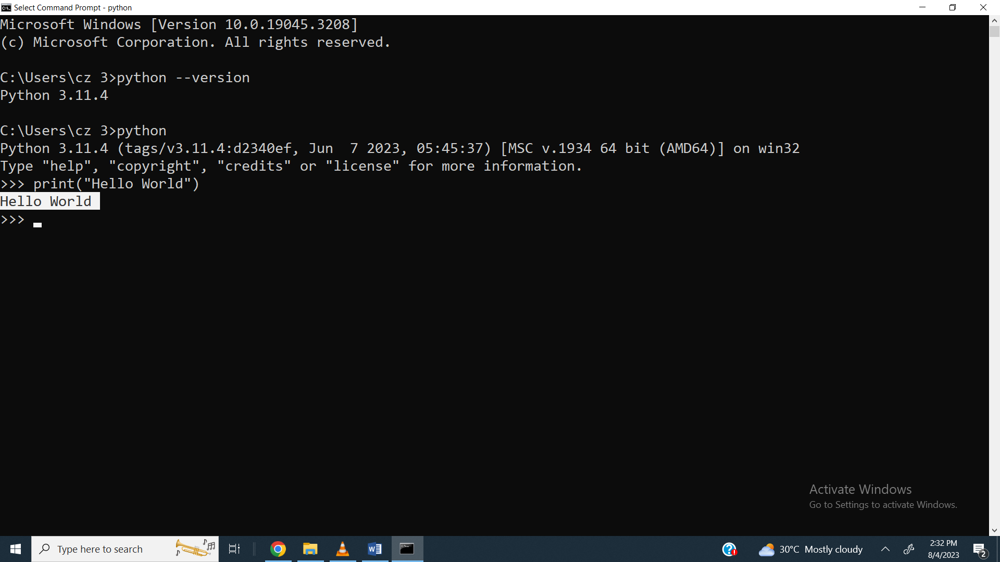 Select Command Prompt - python
Microsoft Windows [Version 10.0.19045.3208]
(c) Microsoft Corporation. All rights reserved.
C:\Users\cz 3>python --version
Python 3.11.4
C:\Users\cz 3>python
Python 3.11.4 (tags/v3.11.4:d2340ef, Jun  7 2023, 05:45:37) [MSC v.1934 64 bit (AMD64)] on win32
Type "help", "copyright", "credits" or "license" for more information.
>>> print("Hello World")
Hello World
>>>
Activate Windows
Go to Settings to activate Windows.
Type here to search
30°C Mostly cloudy
2:32 PM
8/4/2023
2